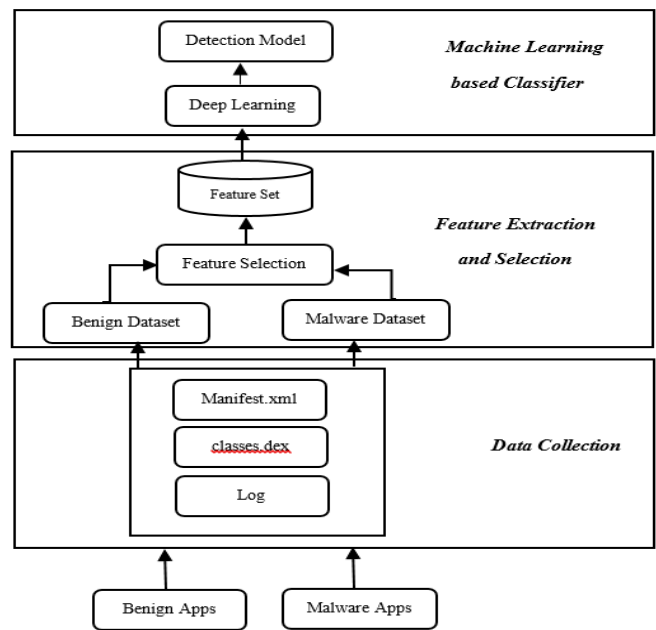 Detection Model
Machine Learning
based Classifier
Deep Learning
Feature Set
Feature Extraction
and Selection
Feature Selection
Benign Dataset
Malware Dataset
Manifest.xml
classes.dex
Data Collection
Log
Benign Apps
Malware Apps